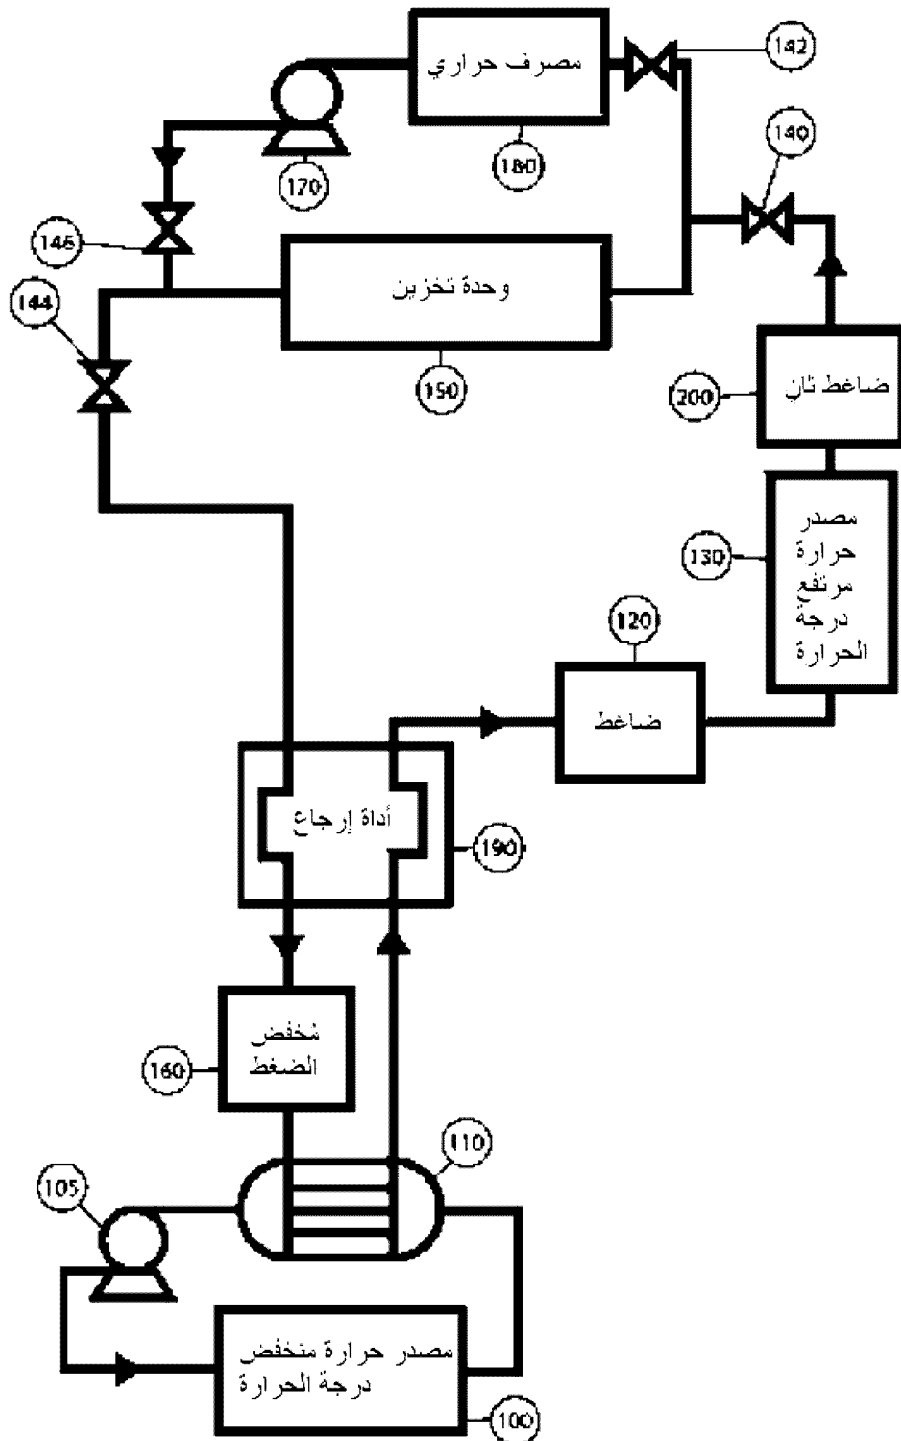 142
مصرف حراري
140
180
170
146
وحدة تخزين
144
150
ضاغط ثانٍ
200
مصدر
حرارة
مرتفع
درجة
الحرارة
130
120
ضاغط
أداة إرجاع
190
مُخفض
الضغط
160
110
105
مصدر حرارة منخفض
درجة الحرارة
100